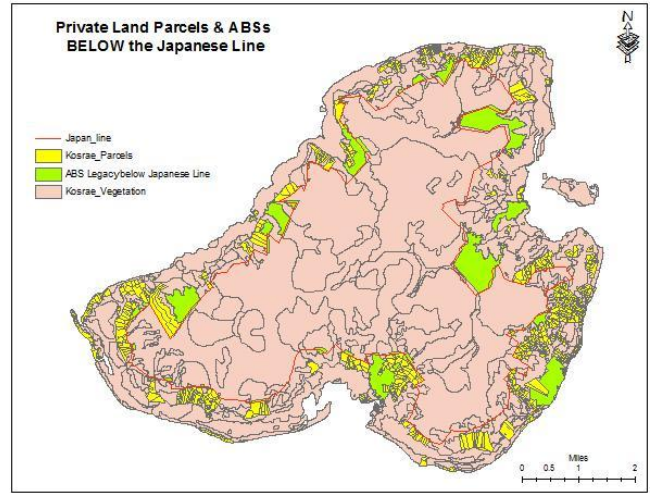 Private Land Parcels & ABSs
BELOW the Japanese Line
N
Japan_line
Kosrae_Parcels
ABS Legacybelow Japanese Line
Kosrae_Vegetation
Miles
0 0.5 1 2